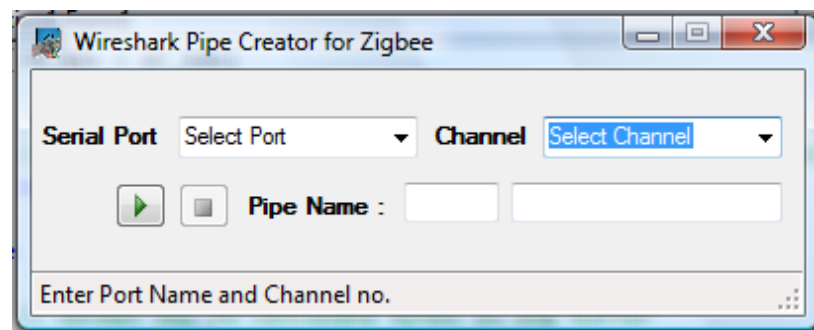 Wireshark Pipe Creator for Zigbee
Serial Port Select Port Channel Select Channel
Pipe Name :
Enter Port Name and Channel no.